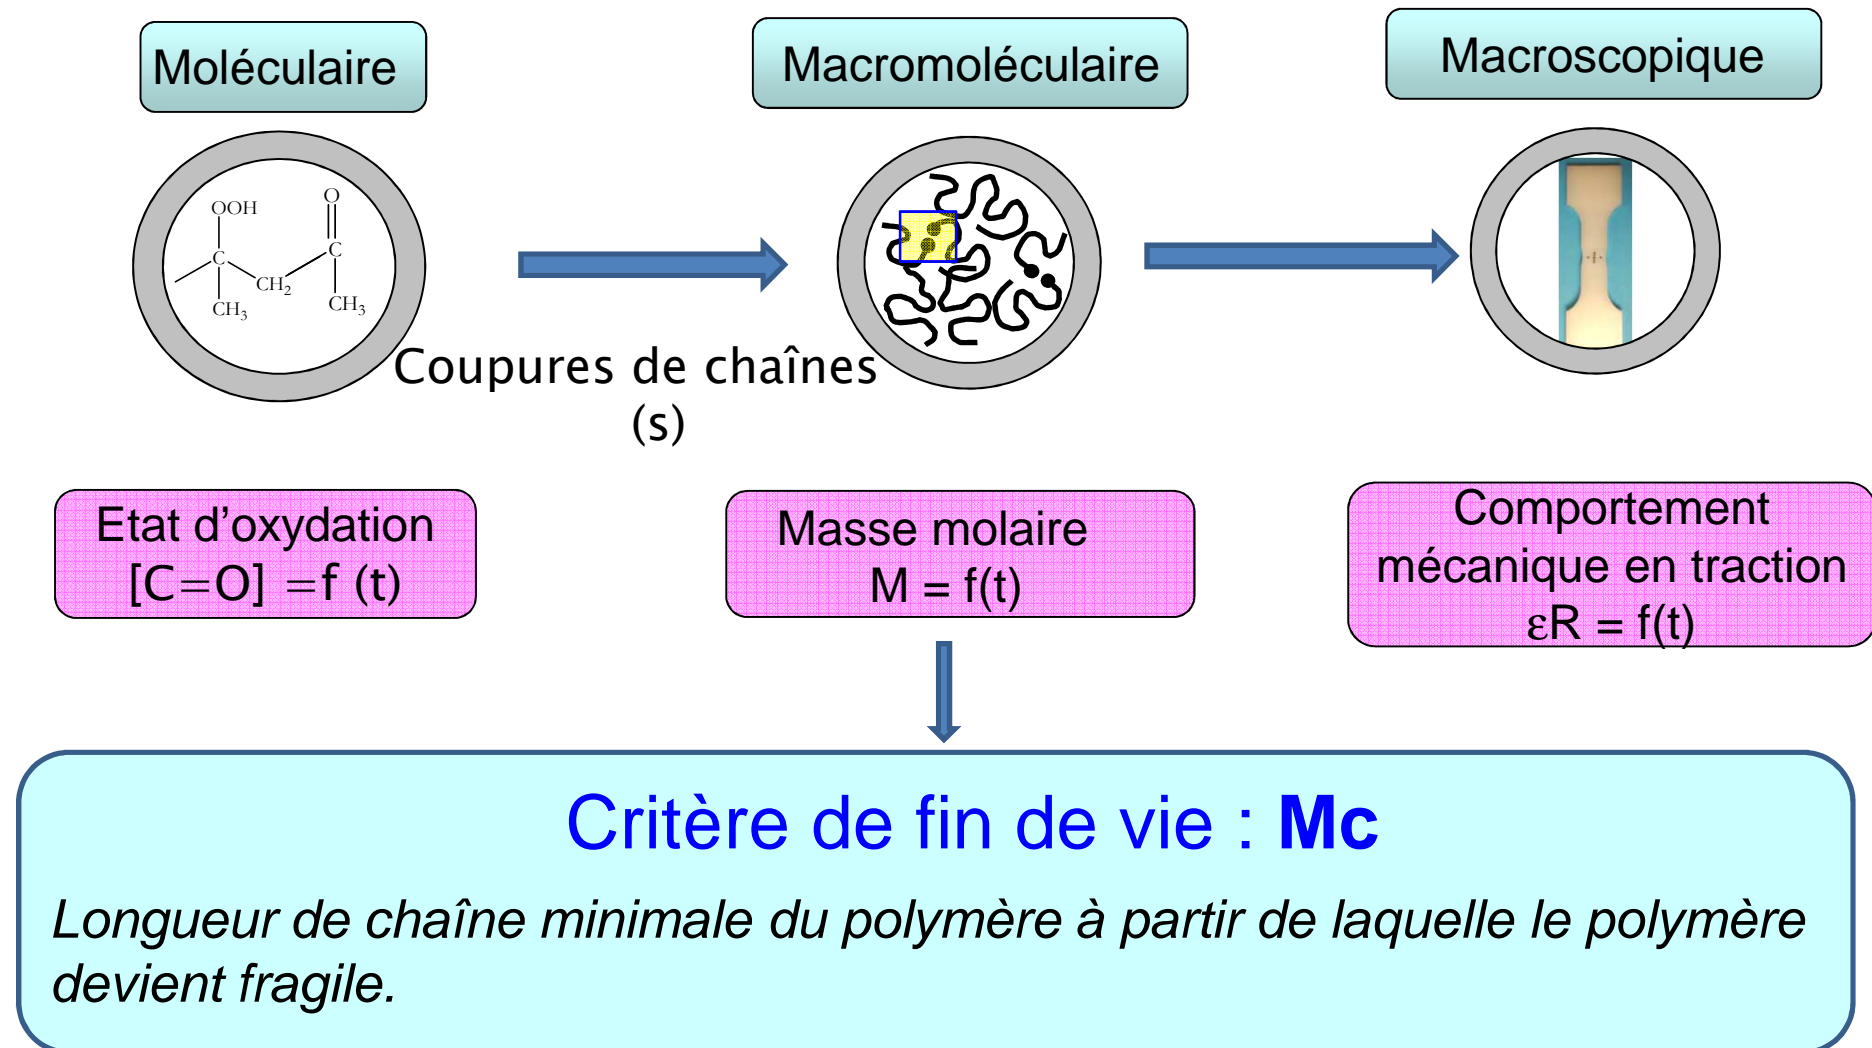 Moléculaire
Macromoléculaire
Macroscopique
OOH
O
C
C
CH2
CH3
CH3
Coupures de chaînes
(s)
Etat d'oxydation
[C=O] =f (t)
Masse molaire
M = f(t)
Comportement
mécanique en traction
εR = f(t)
Critère de fin de vie : Mc
Longueur de chaîne minimale du polymère à partir de laquelle le polymère
devient fragile.